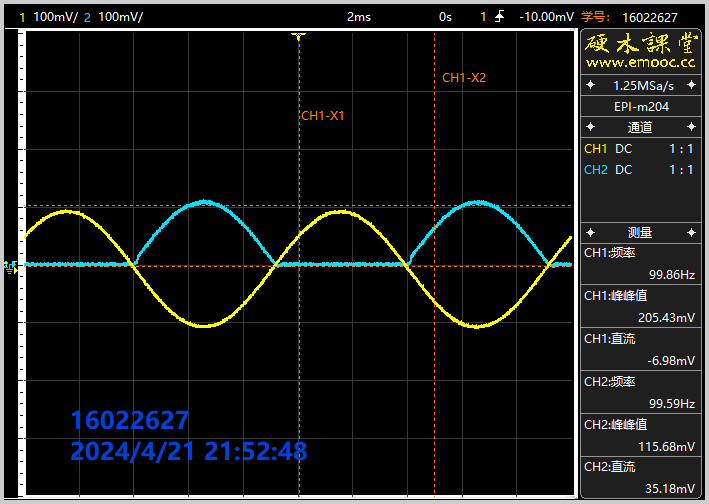 1 100mV/ 2 100mV/ 2ms 0s 1 -10.00mV 学号: 16022627
硬木課堂
www.emooc.cc
1.25MSa/s
EPI-m204
通道
CH1 DC 1 : 1
CH2 DC 1 : 1
测量
CH1:频率
99.86Hz
CH1:峰峰值
205.43mV
CH1:直流
-6.98mV
CH2:频率
99.59Hz
CH2:峰峰值
115.68mV
CH2:直流
35.18mV
CH1-X2
CH1-X1
16022627
2024/4/21 21:52:48